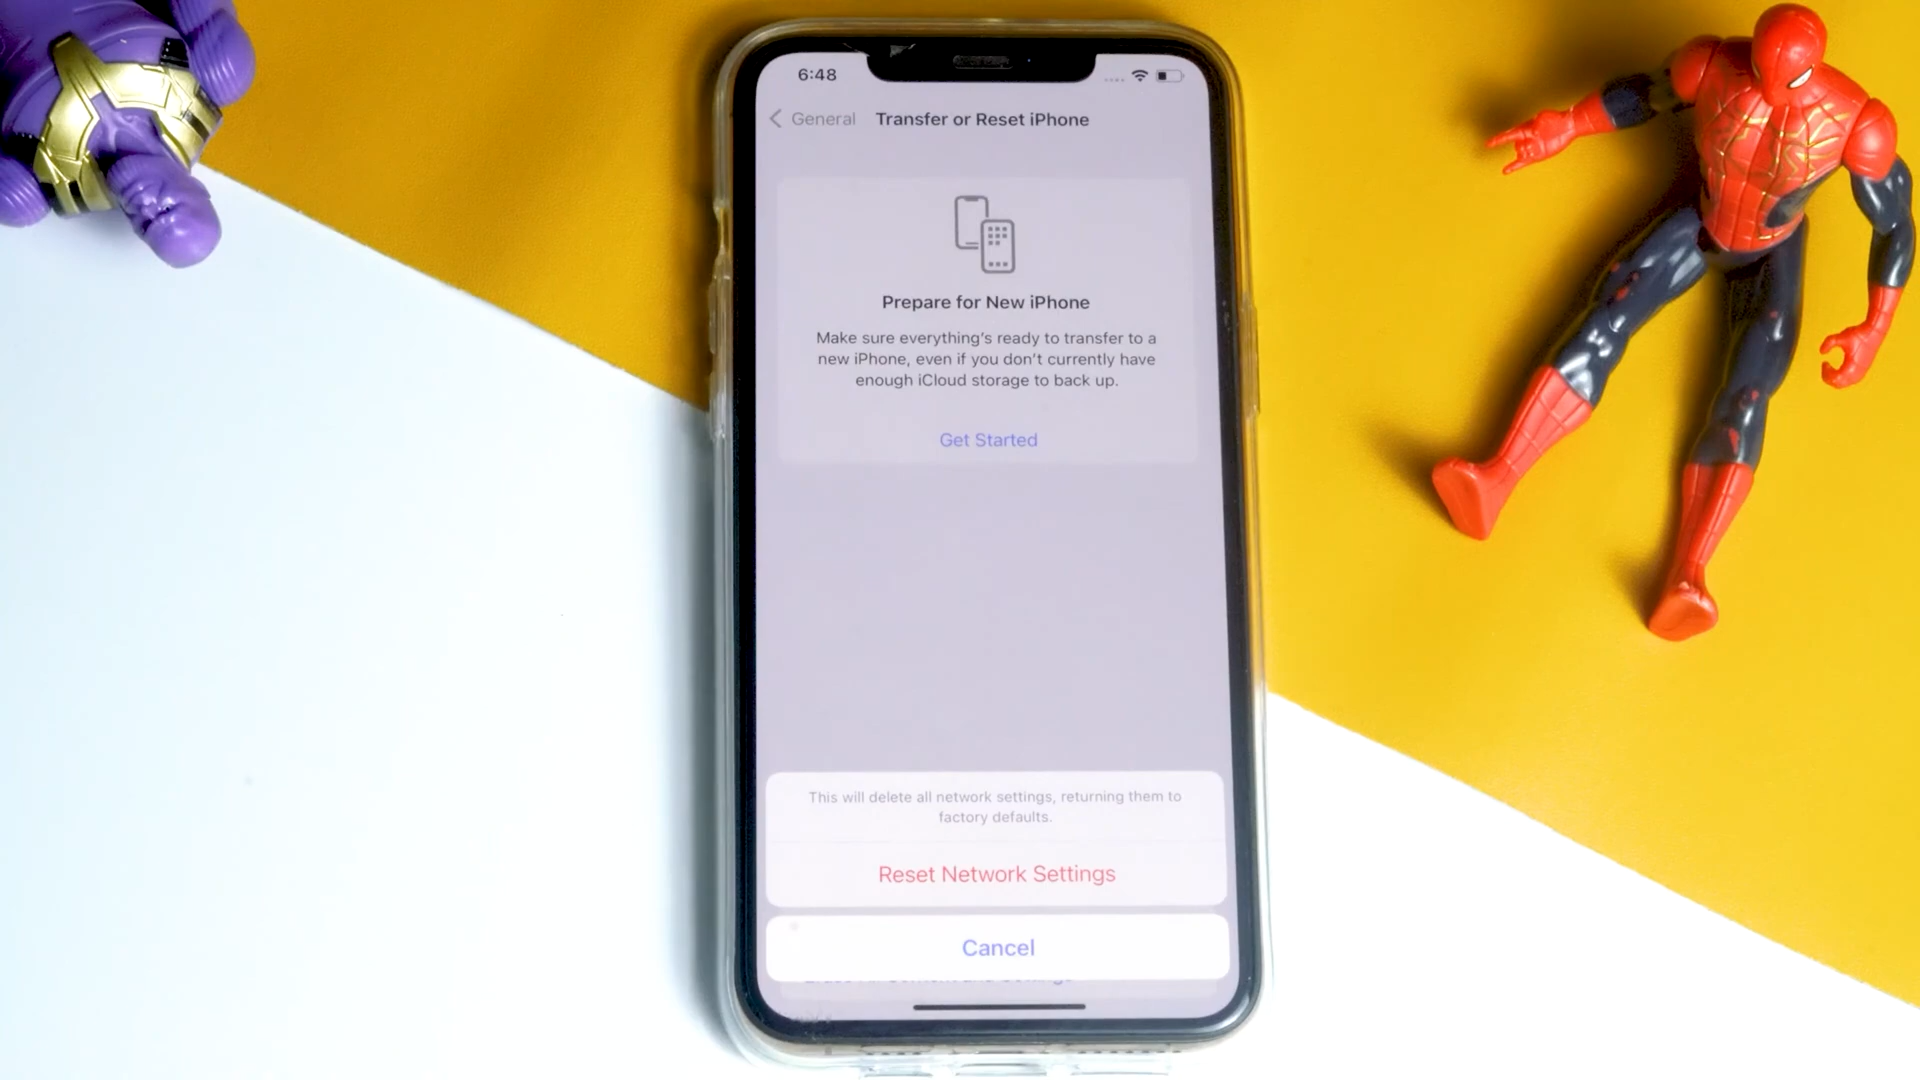 6:48
General
Transfer or Reset iPhone
Prepare for New iPhone
Make sure everything's ready to transfer to a
new iPhone, even if you don't currently have
enough iCloud storage to back up.
Get Started
This will delete all network settings, returning them to
factory defaults.
Reset Network Settings
Cancel